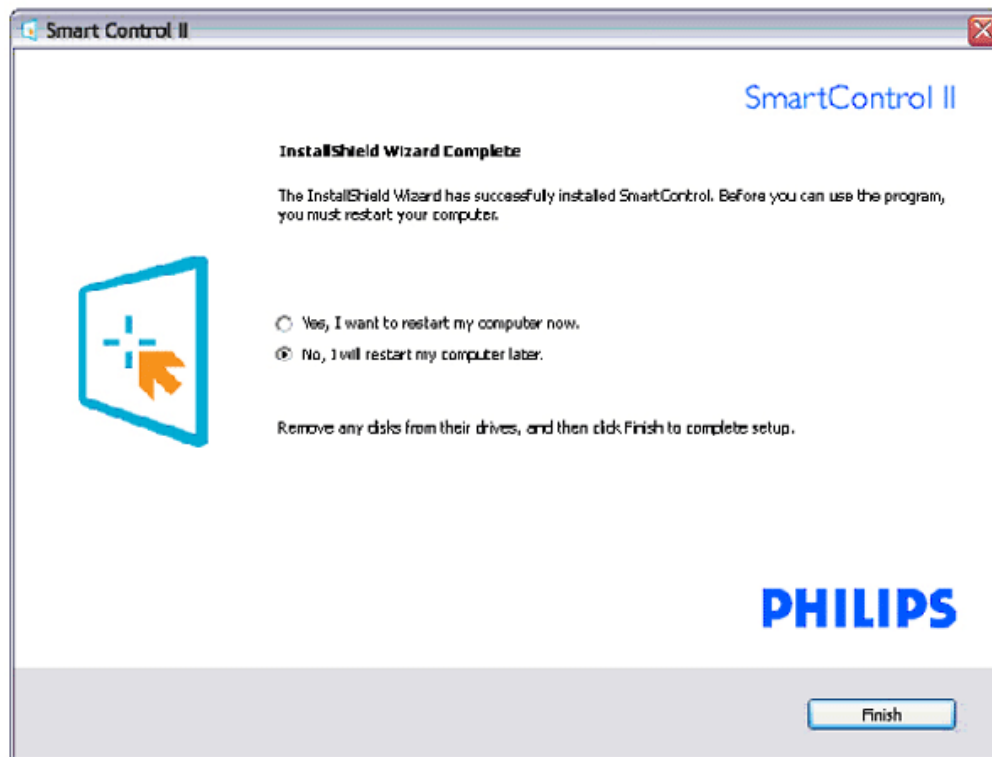 Smart Control II
SmartControl II
InstallShield Wizard Complete
The InstallShield Wizard has successfully installed SmartControl. Before you can use the program,
you must restart your computer.
Yes, I want to restart my computer now.
No, I will restart my computer later.
Remove any disks from their drives, and then click Finish to complete setup.
PHILIPS
Finish